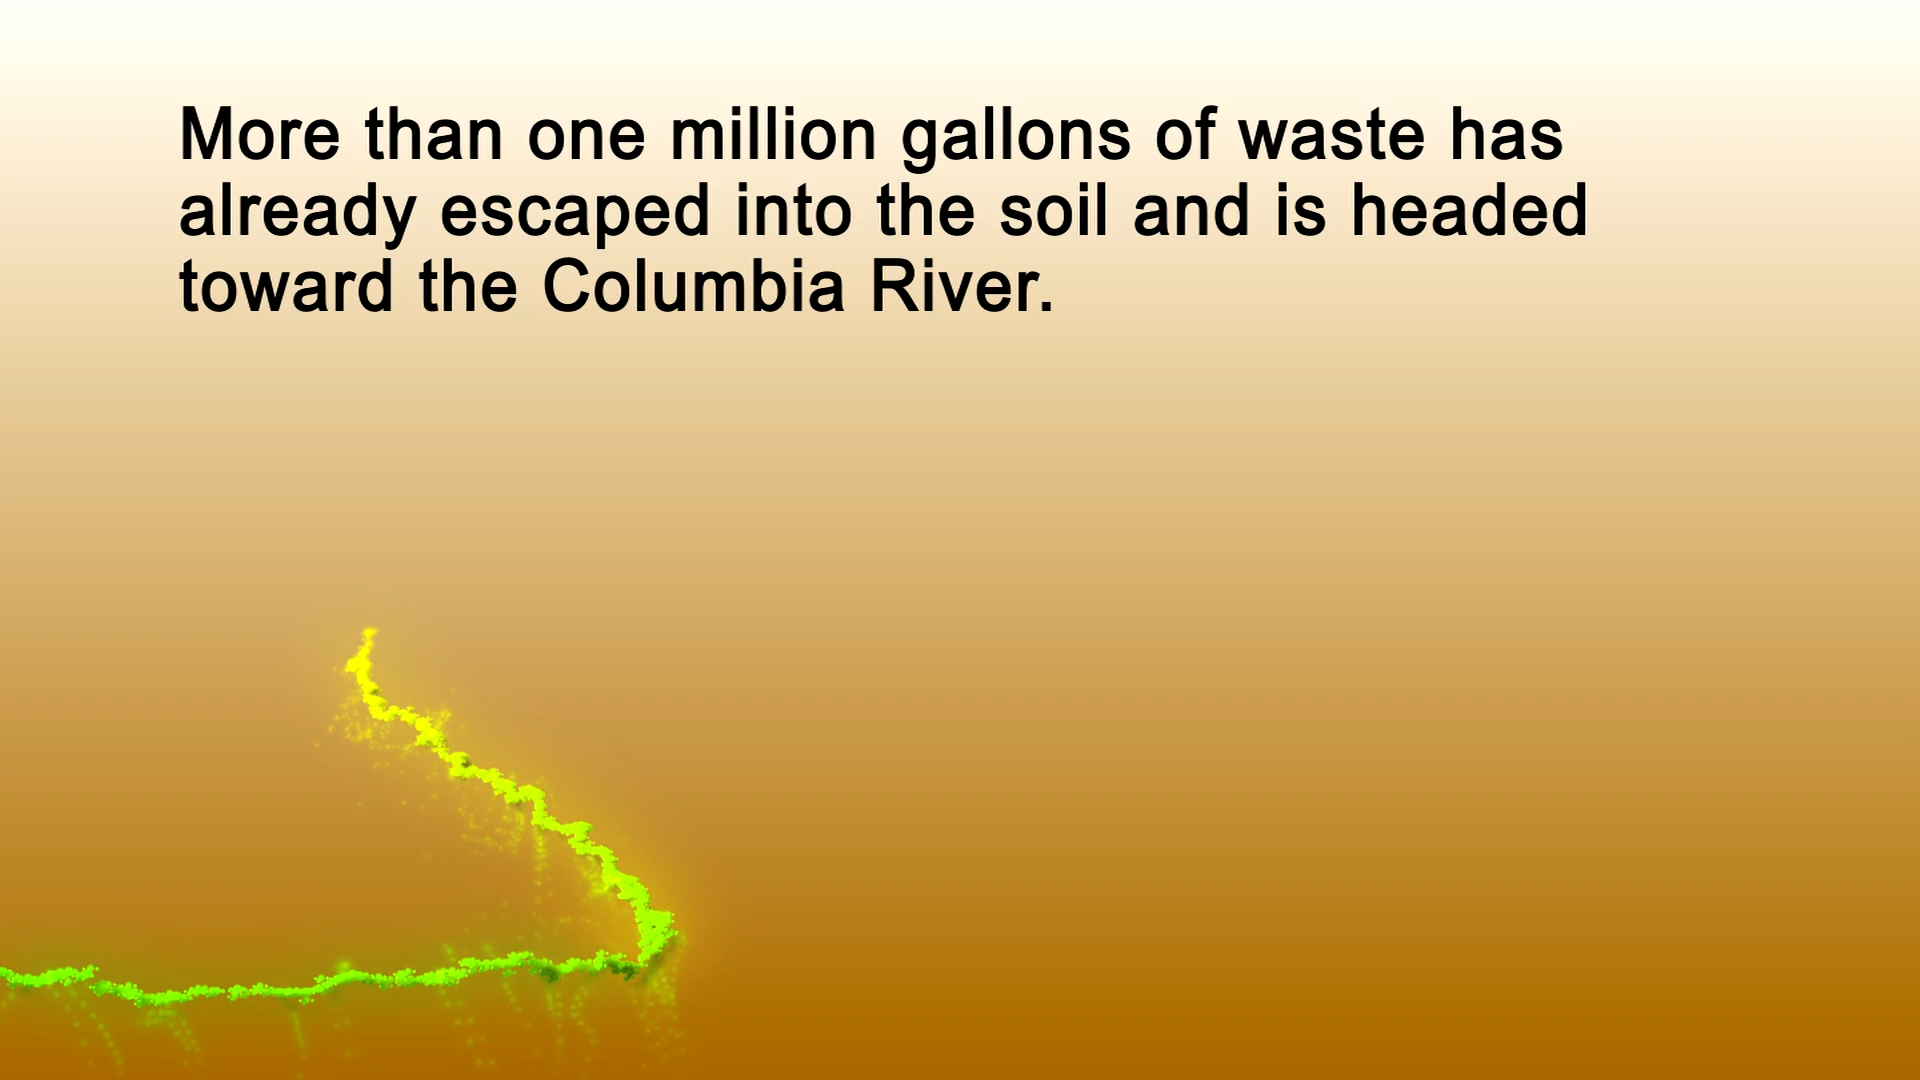 More than one million gallons of waste has
already escaped into the soil and is headed
toward the Columbia River.